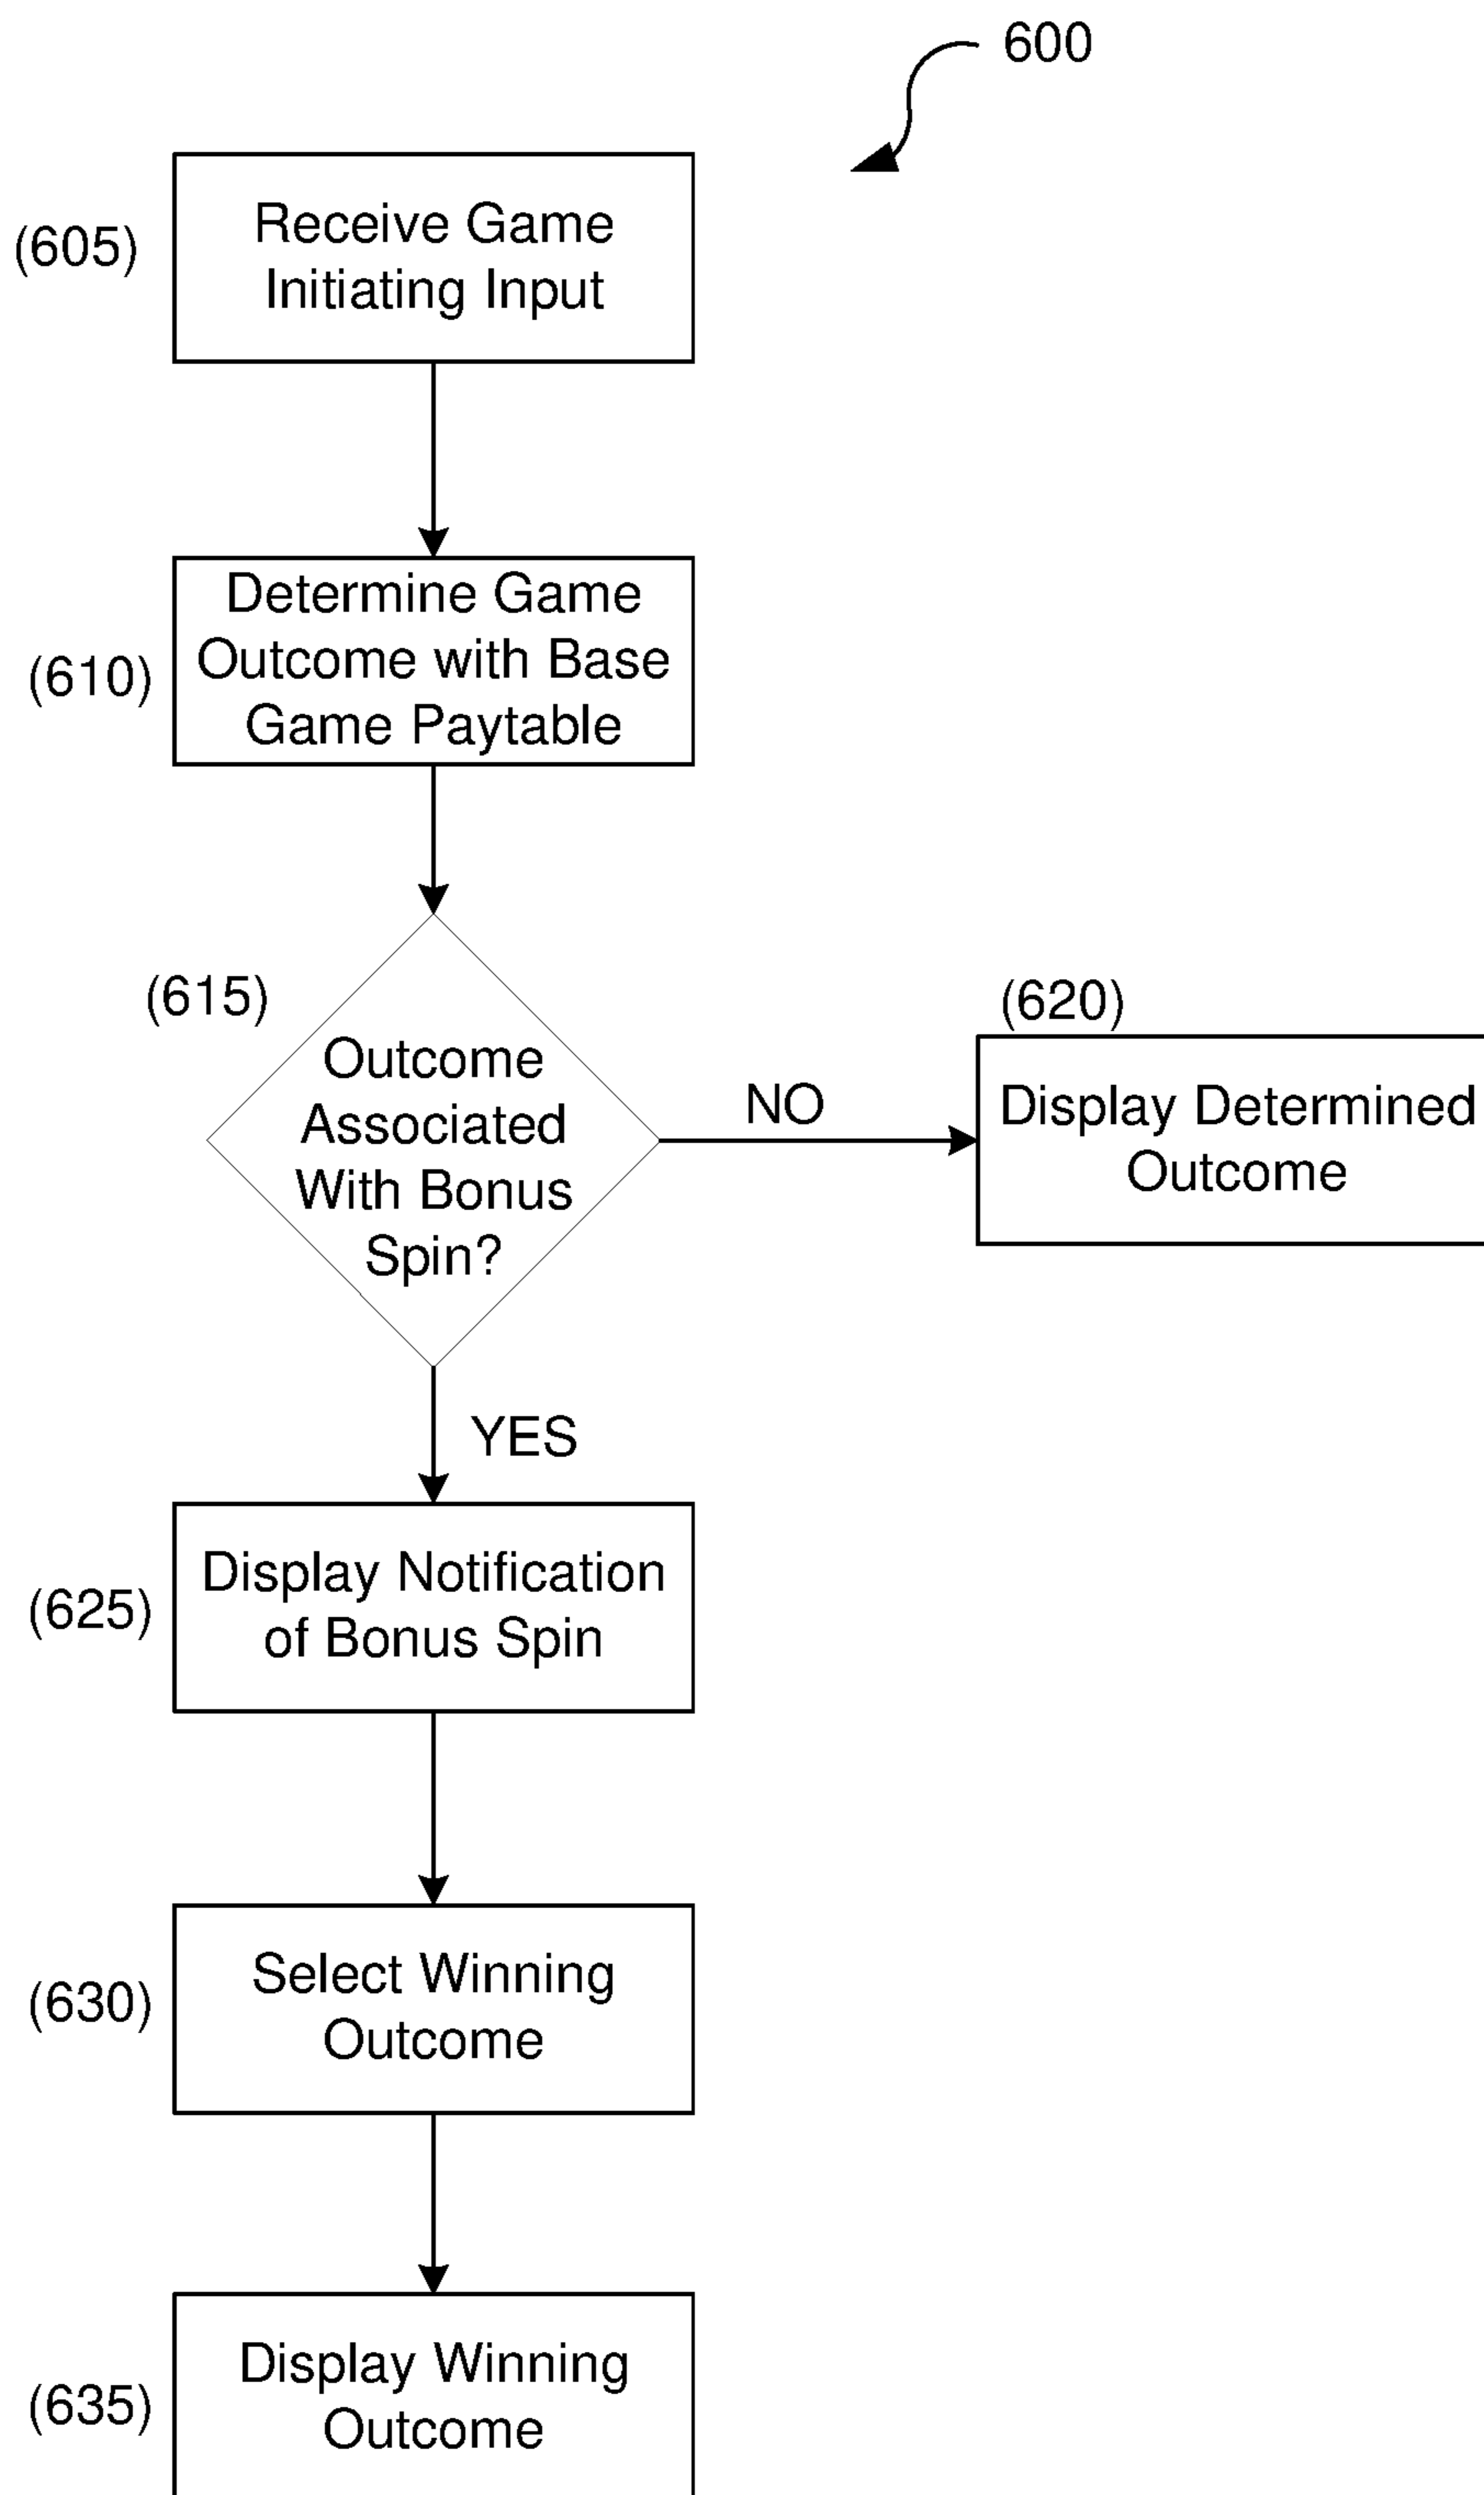 600
(605)
Receive Game
Initiating Input
(610)
Determine Game
Outcome with Base
Game Paytable
(615)
Outcome
Associated
With Bonus
Spin?
NO
(620)
Display Determined
Outcome
YES
(625)
Display Notification
of Bonus Spin
(630)
Select Winning
Outcome
(635)
Display Winning
Outcome